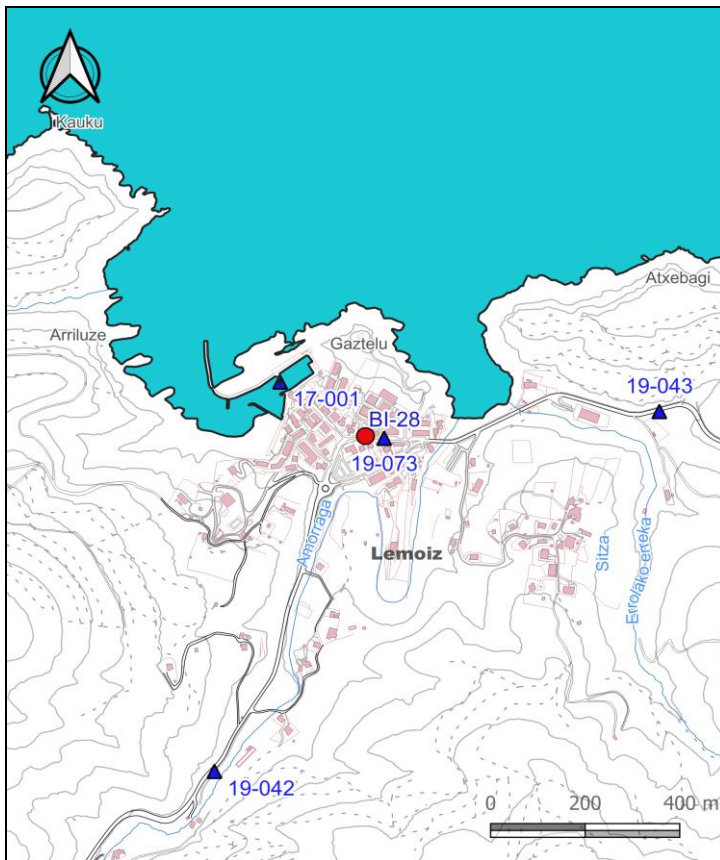 Kauku
Atxebagi
Arriluze
Gaztelu
19-043
17-001
BI-28
19-073
Amorraga
Lemoiz
Sitza
Errotako erreka
19-042
0 200 400 m